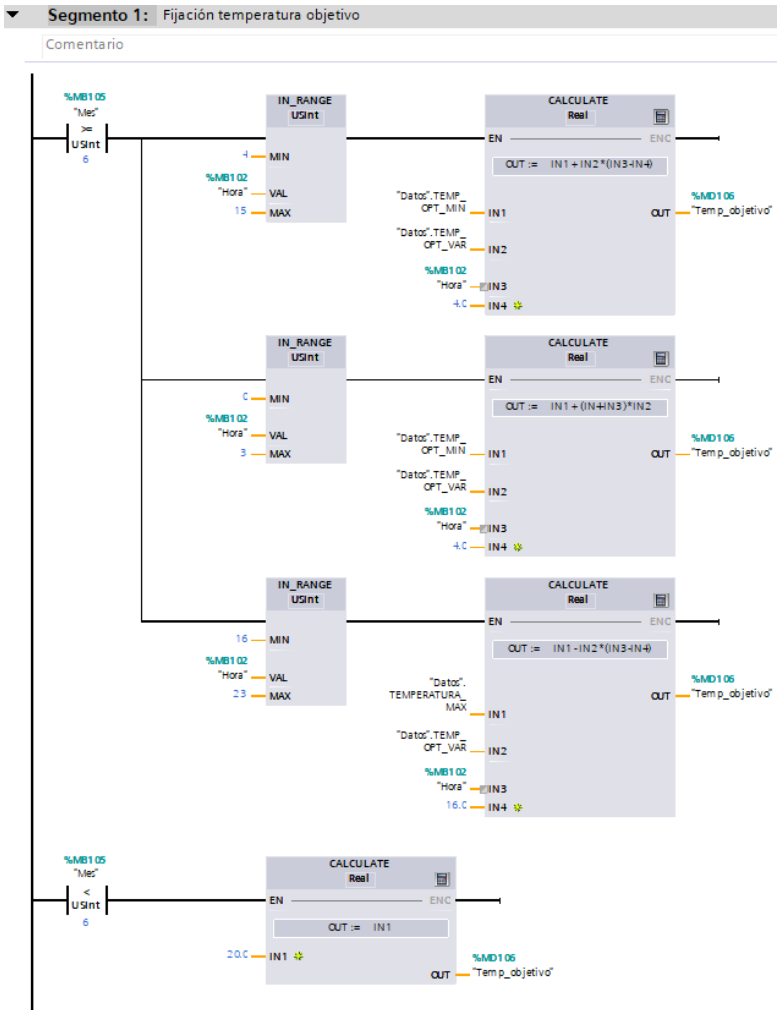 Segmento 1: Fijación temperatura objetivo
Comentario
%MB105
"Mes"
>=
USInt
6
IN_RANGE
USInt
4 MIN
%MB102
"Hora" VAL
15 MAX
CALCULATE
Real
EN ENO
OUT := IN1+IN2*(IN3-IN4)
"Datos".TEMP_
OPT_MIN IN1
"Datos".TEMP_
OPT_VAR IN2
%MB102
"Hora" IN3
4.0 IN4
%MD106
OUT "Temp_objetivo"
IN_RANGE
USInt
0 MIN
%MB102
"Hora" VAL
3 MAX
CALCULATE
Real
EN ENO
OUT := IN1+(IN4-IN3)*IN2
"Datos".TEMP_
OPT_MIN IN1
"Datos".TEMP_
OPT_VAR IN2
%MB102
"Hora" IN3
4.0 IN4
%MD106
OUT "Temp_objetivo"
IN_RANGE
USInt
16 MIN
%MB102
"Hora" VAL
23 MAX
CALCULATE
Real
EN ENO
OUT := IN1-IN2*(IN3-IN4)
"Datos".
TEMPERATURA_
MAX IN1
"Datos".TEMP_
OPT_VAR IN2
%MB102
"Hora" IN3
16.0 IN4
%MD106
OUT "Temp_objetivo"
%MB105
"Mes"
<
USInt
6
CALCULATE
Real
EN ENO
OUT := IN1
20.0 IN1
%MD106
OUT "Temp_objetivo"